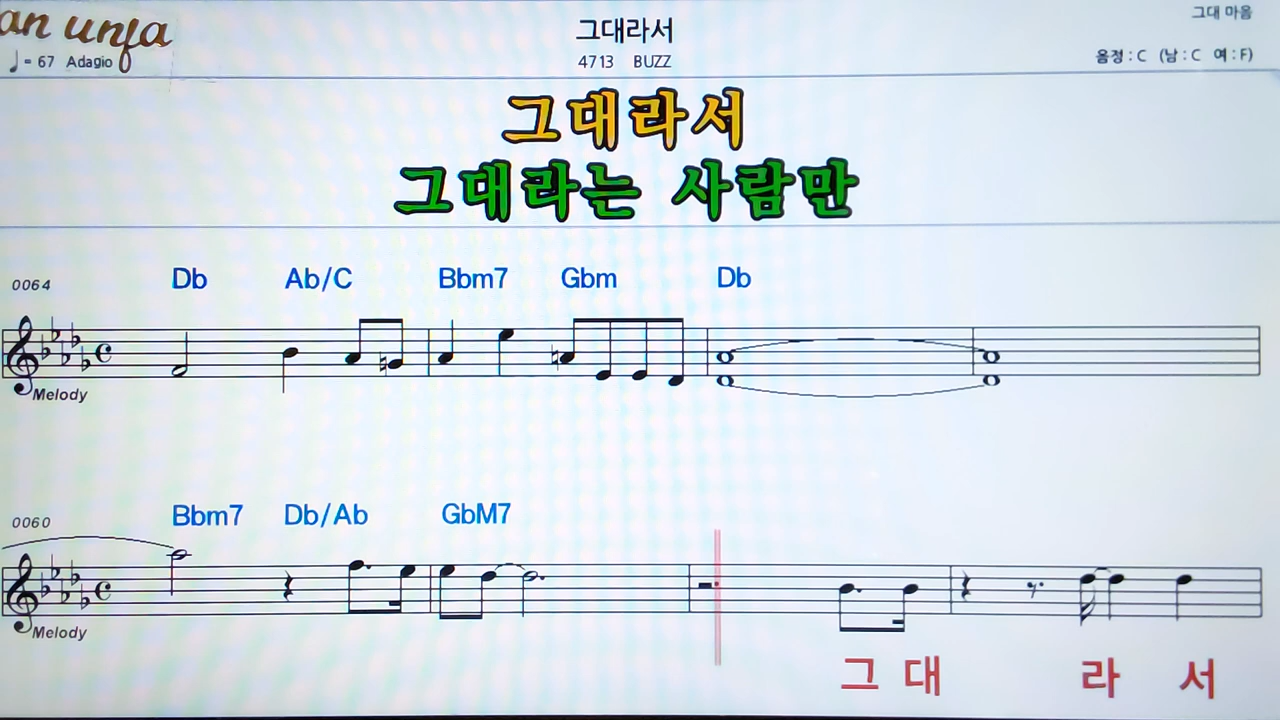 an unfa
그대라서
그대 마음
♩= 67 Adagio
4713 BUZZ
음정 : C (남 : C 여 : F)
그대라서
그대라는 사람만
0064 Db Ab/C Bbm7 Gbm Db
Melody
0060 Bbm7 Db/Ab GbM7
Melody
그 대 라 서